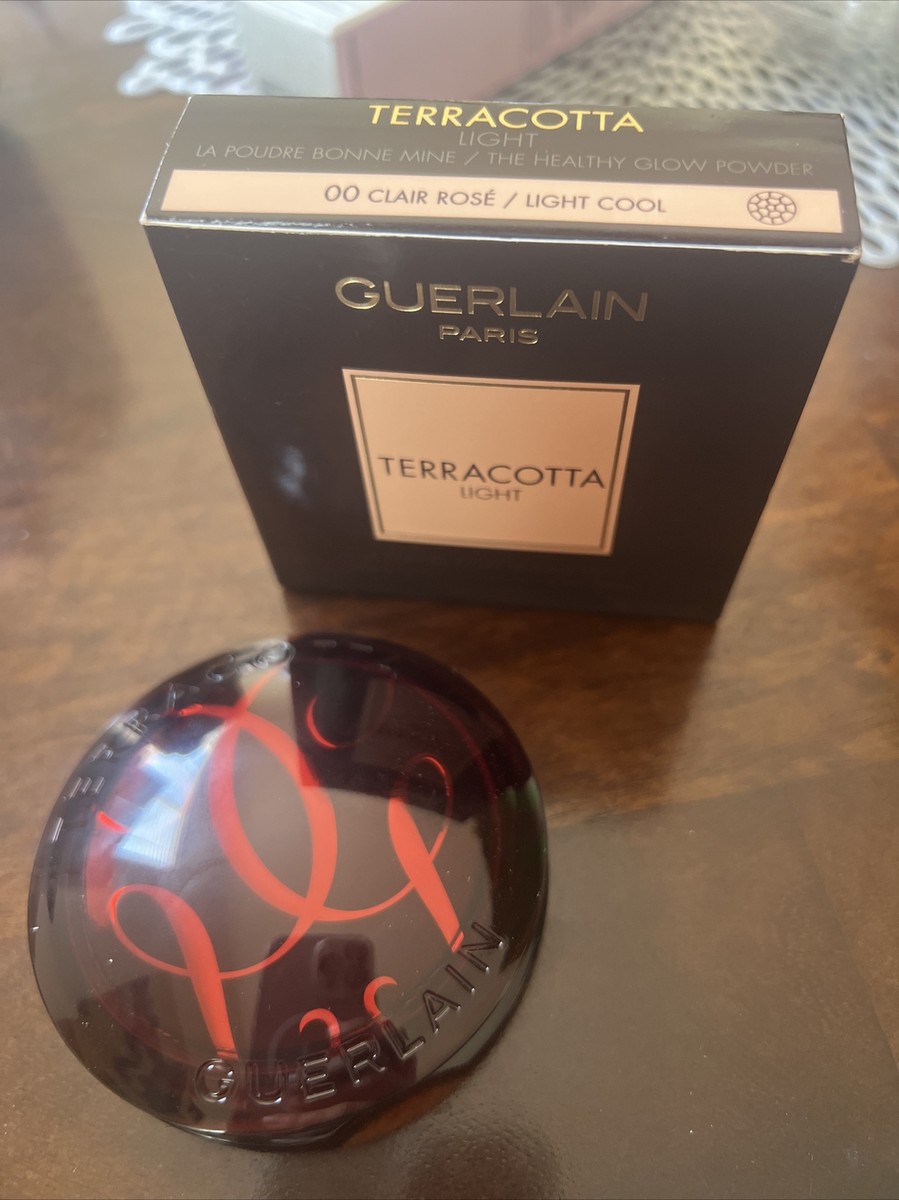 TERRACOTTA
LIGHT
LA POUDRE BONNE MINE / THE HEALTHY GLOW POWDER
00 CLAIR ROSÉ / LIGHT COOL
GUERLAIN
PARIS
TERRACOTTA
LIGHT
GUERLAIN